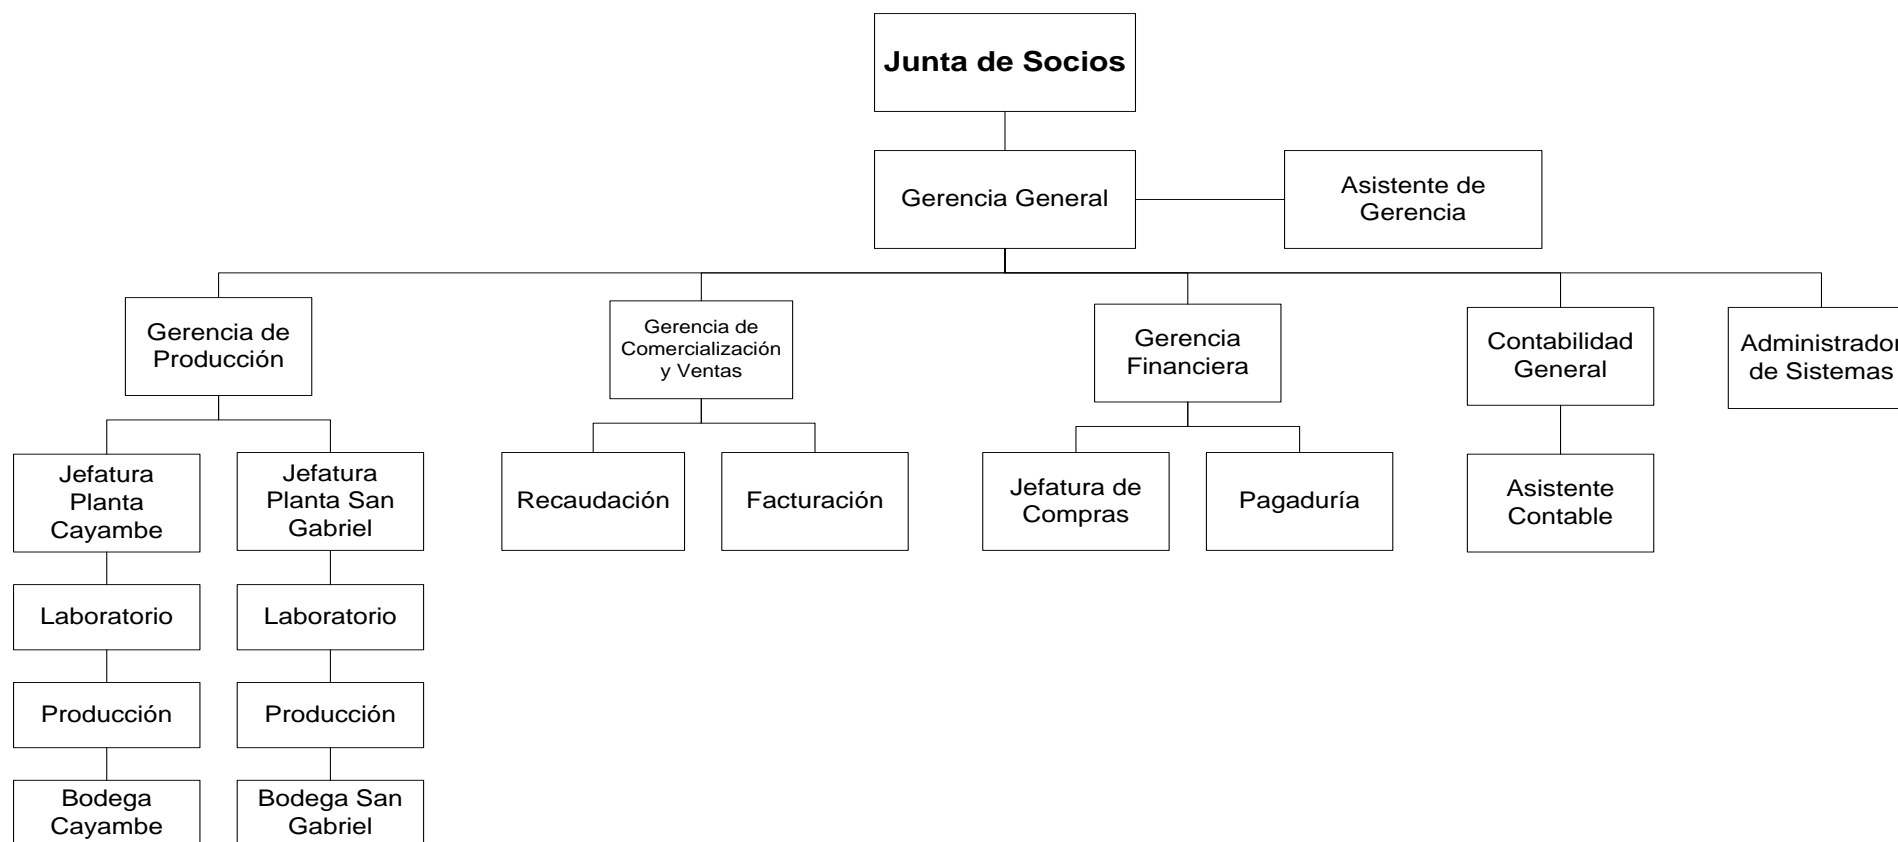 Junta de Socios
Gerencia General
Asistente de
Gerencia
Gerencia de
Producción
Gerencia de
Comercialización
y Ventas
Gerencia
Financiera
Contabilidad
General
Administrador
de Sistemas
Jefatura
Planta
Cayambe
Jefatura
Planta San
Gabriel
Recaudación
Facturación
Jefatura de
Compras
Pagaduría
Asistente
Contable
Laboratorio
Laboratorio
Producción
Producción
Bodega
Cayambe
Bodega San
Gabriel